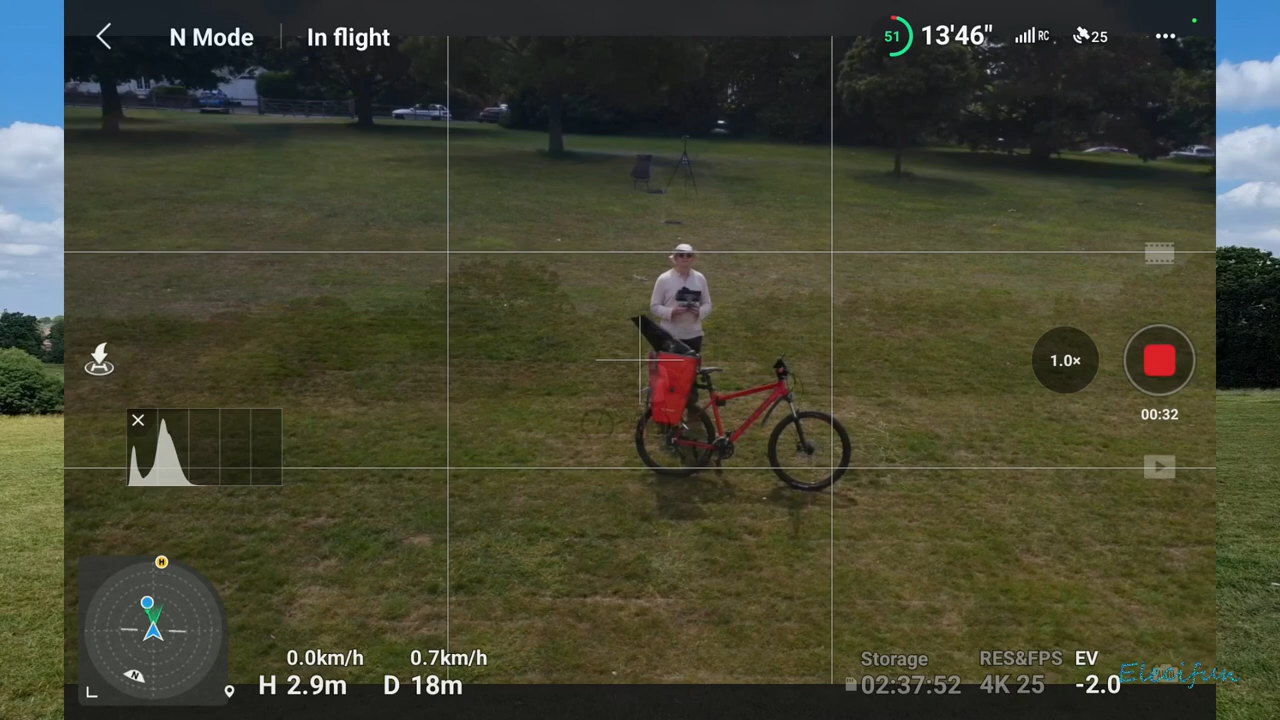 N Mode In flight 51 13'46" RC 25
1.0×
00:32
H
N
0.0km/h 0.7km/h
H 2.9m D 18m
Storage RES&FPS EV
02:37:52 4K 25 -2.0
Elesifun